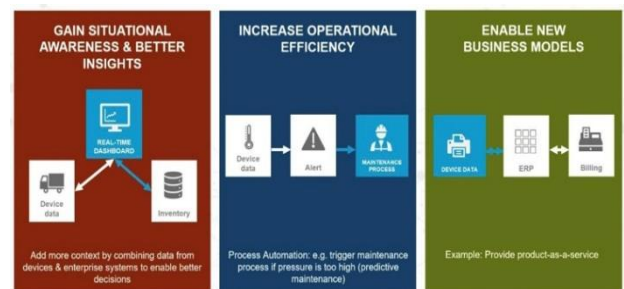 GAIN SITUATIONAL
AWARENESS & BETTER
INSIGHTS
REAL-TIME
DASHBOARD
Device
data
Inventory
Add more context by combining data from
devices & enterprise systems to enable better
decisions
INCREASE OPERATIONAL
EFFICIENCY
Device
data
Alert
MAINTENANCE
PROCESS
Process Automation: e.g. trigger maintenance
process if pressure is too high (predictive
maintenance)
ENABLE NEW
BUSINESS MODELS
DEVICE DATA
ERP
Billing
Example: Provide product-as-a-service